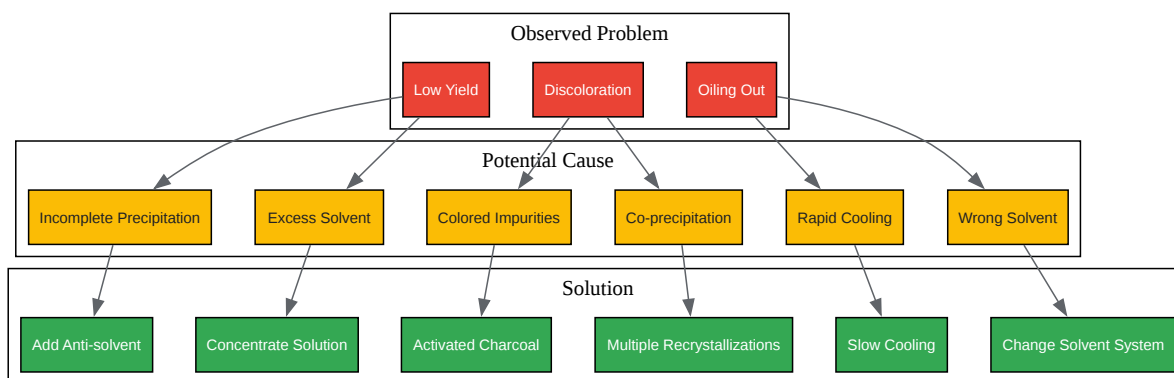 Observed Problem
Low Yield
Discoloration
Oiling Out
Potential Cause
Incomplete Precipitation
Excess Solvent
Colored Impurities
Co-precipitation
Rapid Cooling
Wrong Solvent
Solution
Add Anti-solvent
Concentrate Solution
Activated Charcoal
Multiple Recrystallizations
Slow Cooling
Change Solvent System